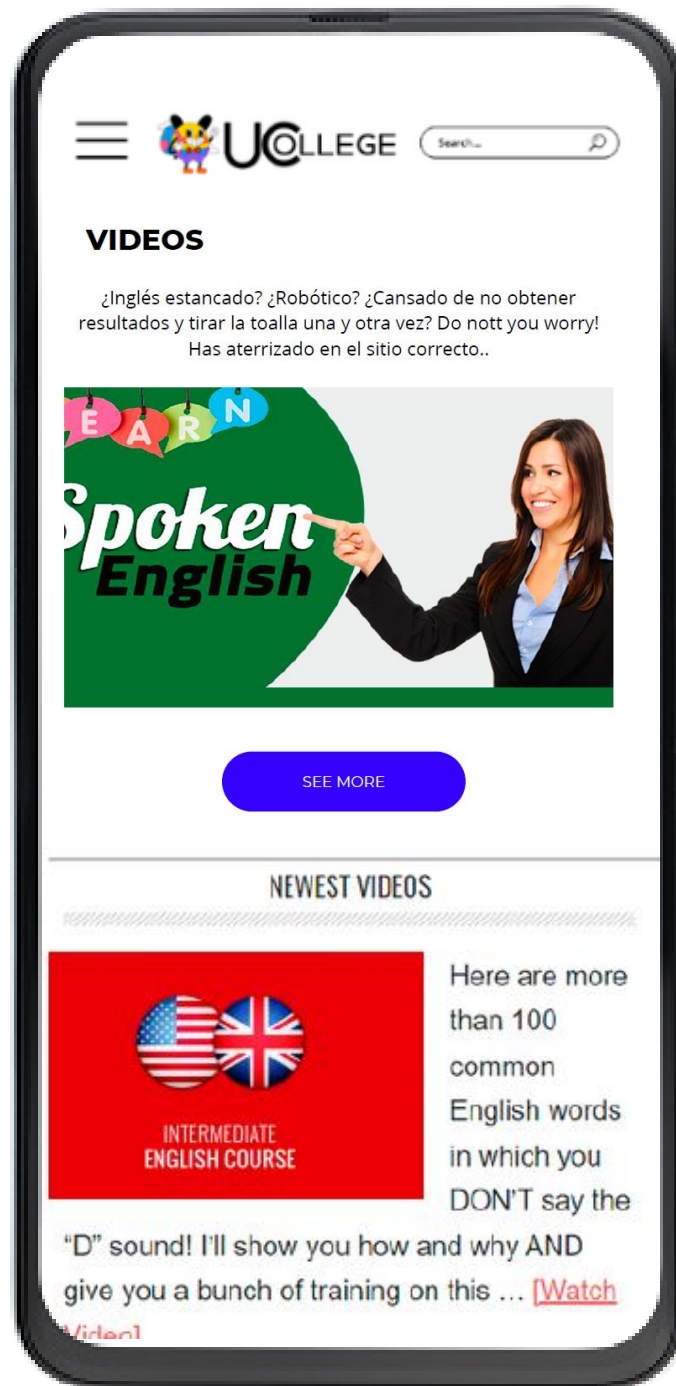 UCOLLEGE
Search...
VIDEOS
¿Inglés estancado? ¿Robótico? ¿Cansado de no obtener
resultados y tirar la toalla una y otra vez? Do nott you worry!
Has aterrizado en el sitio correcto..
EARN
Spoken
English
SEE MORE
NEWEST VIDEOS
INTERMEDIATE
ENGLISH COURSE
Here are more
than 100
common
English words
in which you
DON'T say the
“D” sound! I'll show you how and why AND
give you a bunch of training on this … [Watch
Video]